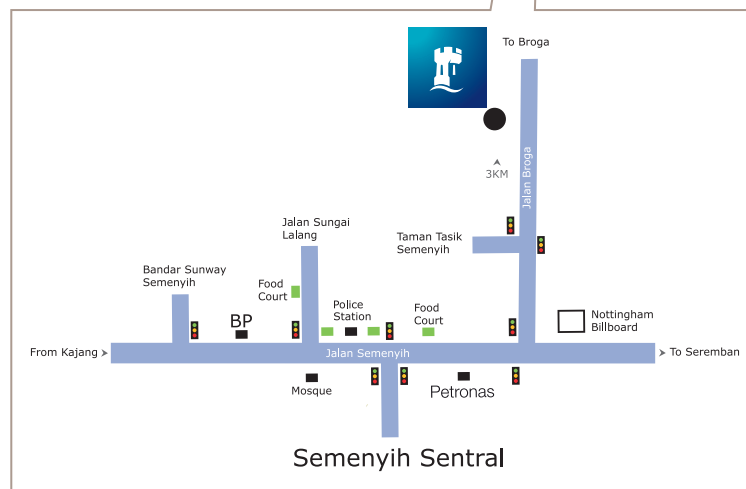 To Broga
3KM
Jalan Broga
Jalan Sungai
Lalang
Taman Tasik
Semenyih
Bandar Sunway
Semenyih
Food
Court
Police
Station
Food
Court
BP
Nottingham
Billboard
From Kajang
Jalan Semenyih
To Seremban
Mosque
Petronas
Semenyih Sentral